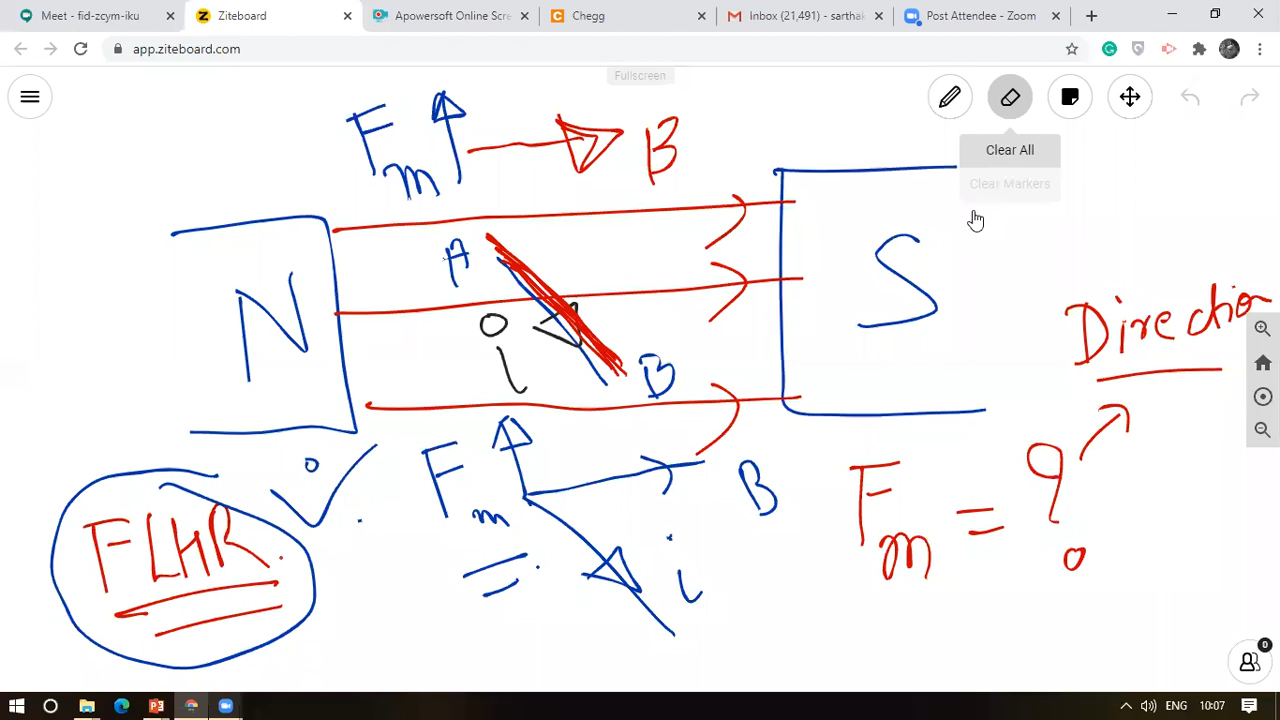 Meet - fid-zcym-iku
Ziteboard
Apowersoft Online Scre
Chegg
Inbox (21,491) - sarthak
Post Attendee - Zoom
app.ziteboard.com
Fullscreen
Clear All
Clear Markers
Fm
B
N
A
S
i
B
Direction
Fm
B
Fm = ?
i
FLHR
0
ENG
10:07